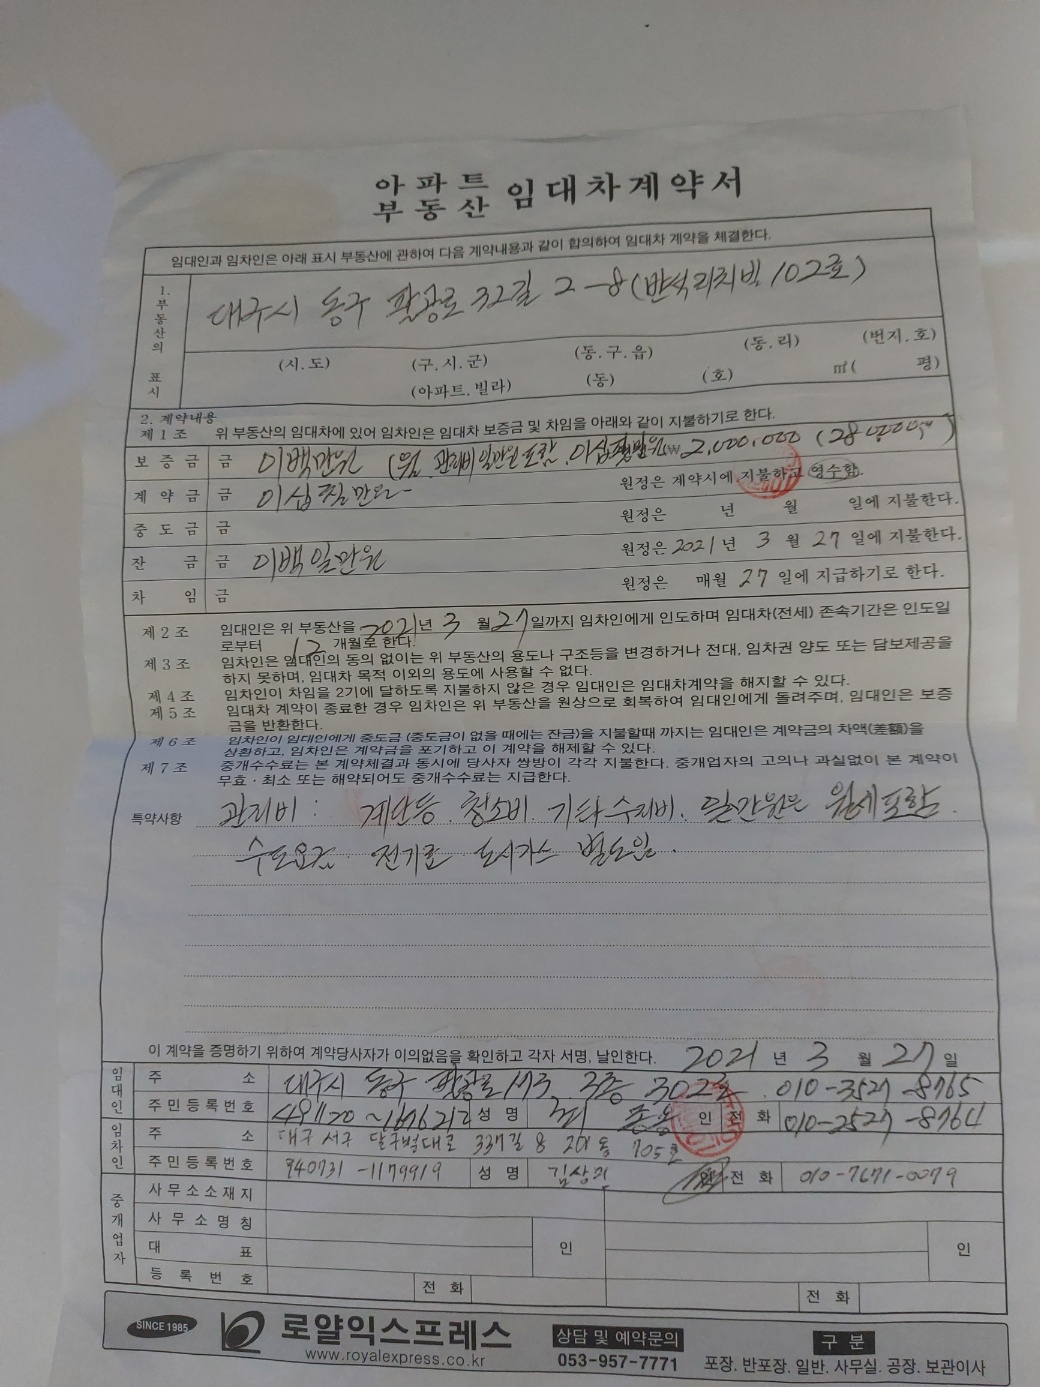 아파트 부동산 임대차계약서
임대인과 임차인은 아래 표시 부동산에 관하여 다음 계약내용과 같이 합의하여 임대차 계약을 체결한다.
1. 부동산의 표시
대구시 동구 팔공로 32길 2-8 (반석리치빌 102호)
(시.도) (구.시.군) (동.구.읍) (동.리) (번지.호)
(아파트.빌라) (동) (호) ㎡( 평)
2. 계약내용
제1조 위 부동산의 임대차에 있어 임차인은 임대차 보증금 및 차임을 아래와 같이 지불하기로 한다.
보증금 금 이백만원 (월 관리비 일만원 포함. 이십팔만원 ₩2,000,000 (280,000)
계약금 금 이십필만원- 원정은 계약시에 지불하고 영수함.
중도금 금 원정은 년 월 일에 지불한다.
잔금 금 이백일만원 원정은 2021년 3월 27일에 지불한다.
차임 금 원정은 매월 27일에 지급하기로 한다.
제2조 임대인은 위 부동산을 2021년 3월 27일까지 임차인에게 인도하며 임대차(전세) 존속기간은 인도일
로부터 12 개월로 한다.
제3조 임차인은 임대인의 동의 없이는 위 부동산의 용도나 구조등을 변경하거나 전대, 임차권 양도 또는 담보제공을
하지 못하며, 임대차 목적 이외의 용도에 사용할 수 없다.
제4조 임차인이 차임을 2기에 달하도록 지불하지 않은 경우 임대인은 임대차계약을 해지할 수 있다.
제5조 임대차 계약이 종료한 경우 임차인은 위 부동산을 원상으로 회복하여 임대인에게 돌려주며, 임대인은 보증
금을 반환한다.
제6조 임차인이 임대인에게 중도금 (중도금이 없을 때에는 잔금)을 지불할때 까지는 임대인은 계약금의 차액(差額)을
상환하고, 임차인은 계약금을 포기하고 이 계약을 해제할 수 있다.
제7조 중개수수료는 본 계약체결과 동시에 당사자 쌍방이 각각 지불한다. 중개업자의 고의나 과실없이 본 계약이
무효·최소 또는 해약되어도 중개수수료는 지급한다.
특약사항 관리비 : 계단등. 청소비. 기타수리비. 일만원은 월세포함.
수도요금 전기료 도시가스 별도임.
이 계약을 증명하기 위하여 계약당사자가 이의없음을 확인하고 각자 서명, 날인한다. 2021년 3월 27일
임대인 주소 대구시 동구 팔공로 3층 302호 010-3527-8765
주민등록번호 성명 인 전화 010-2527-8764
임차인 주소 대구 서구 달구벌대로 337길 8 201동 705호
주민등록번호 940731-1179919 성명 인 전화 010-7671-0079
중개업자 사무소소재지
사무소명칭
대표 인 인
등록번호 전화 전화
SINCE 1985 로얄익스프레스 상담 및 예약문의 구분
www.royalexpress.co.kr 053-957-7771 포장. 반포장. 일반. 사무실. 공장. 보관이사